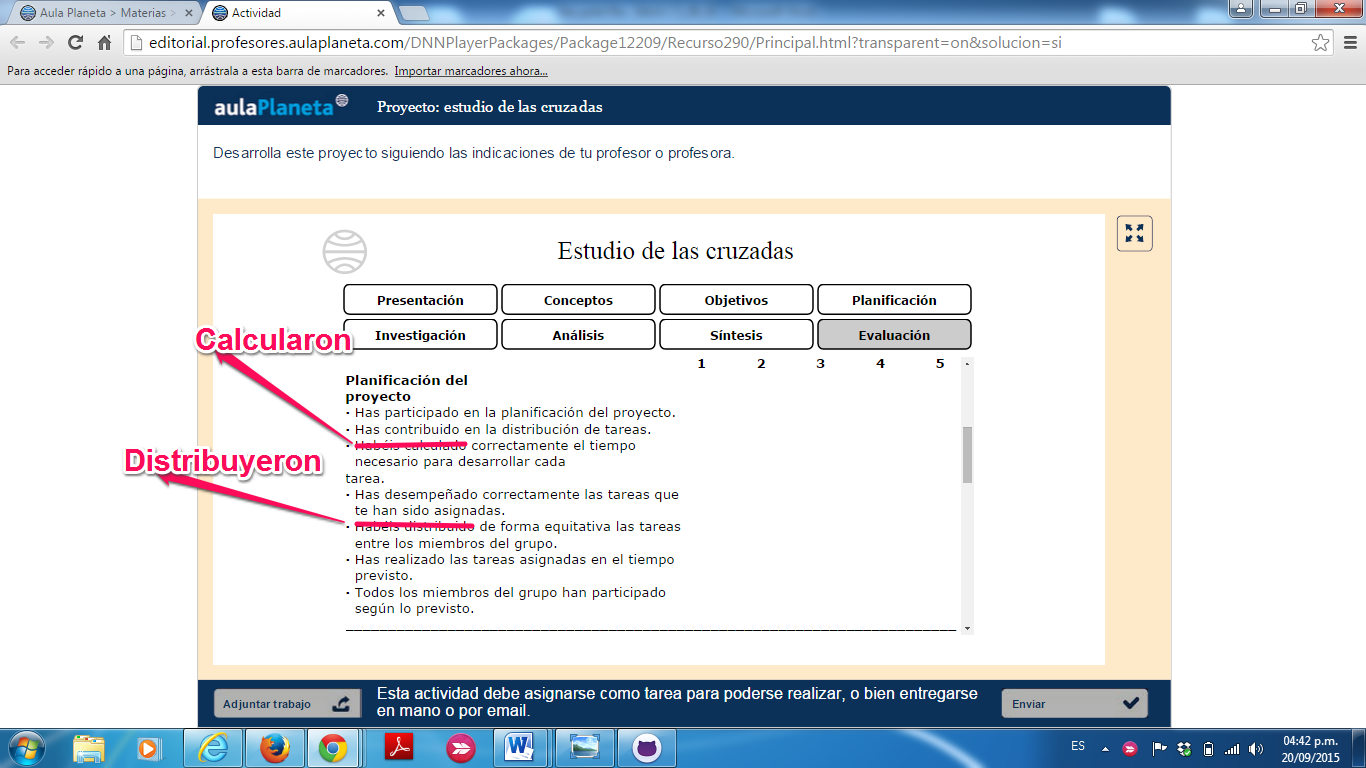 Aula Planeta > Materias >
Actividad
editorial.profesores.aulaplaneta.com/DNNPlayerPackages/Package12209/Recurso290/Principal.html?transparent=on&solucion=si
Para acceder rápido a una página, arrástrala a esta barra de marcadores. Importar marcadores ahora...
aulaPlaneta
Proyecto: estudio de las cruzadas
Desarrolla este proyecto siguiendo las indicaciones de tu profesor o profesora.
Estudio de las cruzadas
Presentación Conceptos Objetivos Planificación
Investigación Análisis Síntesis Evaluación
Calcularon
1 2 3 4 5
Planificación del
proyecto
· Has participado en la planificación del proyecto.
· Has contribuido en la distribución de tareas.
· Habéis calculado correctamente el tiempo
necesario para desarrollar cada
tarea.
Distribuyeron
· Has desempeñado correctamente las tareas que
te han sido asignadas.
· Habéis distribuido de forma equitativa las tareas
entre los miembros del grupo.
· Has realizado las tareas asignadas en el tiempo
previsto.
· Todos los miembros del grupo han participado
según lo previsto.
Adjuntar trabajo
Esta actividad debe asignarse como tarea para poderse realizar, o bien entregarse
en mano o por email.
Enviar
ES
04:42 p.m.
20/09/2015